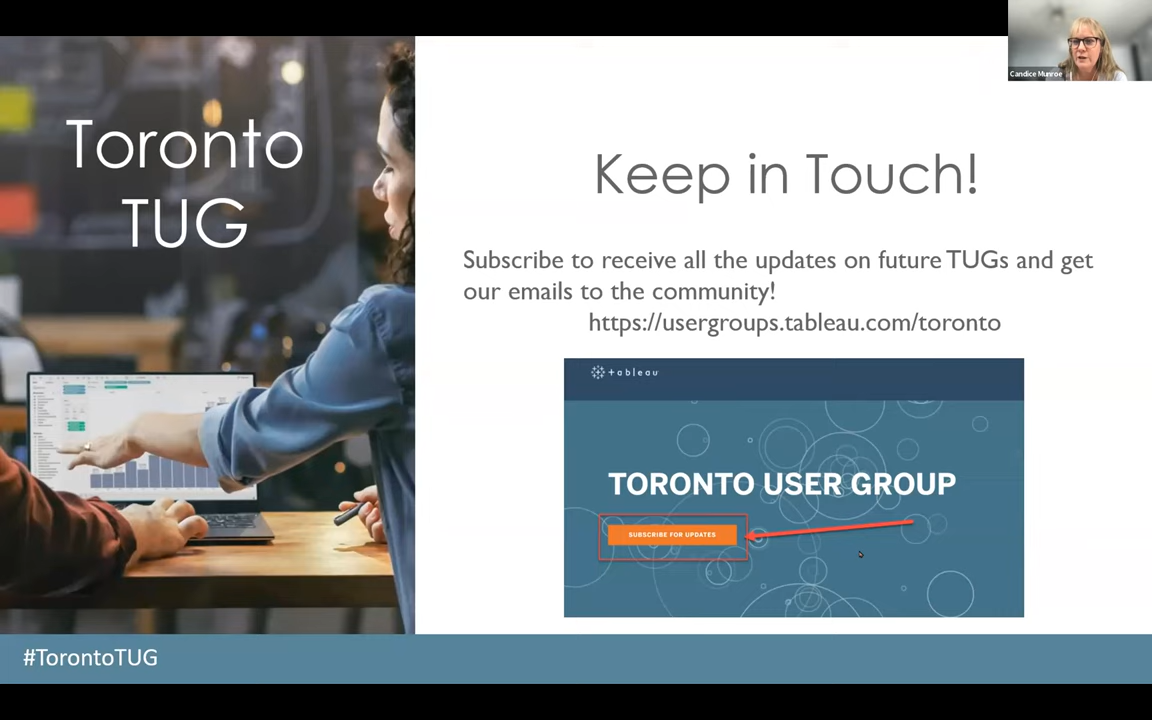 Candice Munroe
Toronto
TUG
Keep in Touch!
Subscribe to receive all the updates on future TUGs and get
our emails to the community!
https://usergroups.tableau.com/toronto
+ a b l e a u
TORONTO USER GROUP
SUBSCRIBE FOR UPDATES
#TorontoTUG